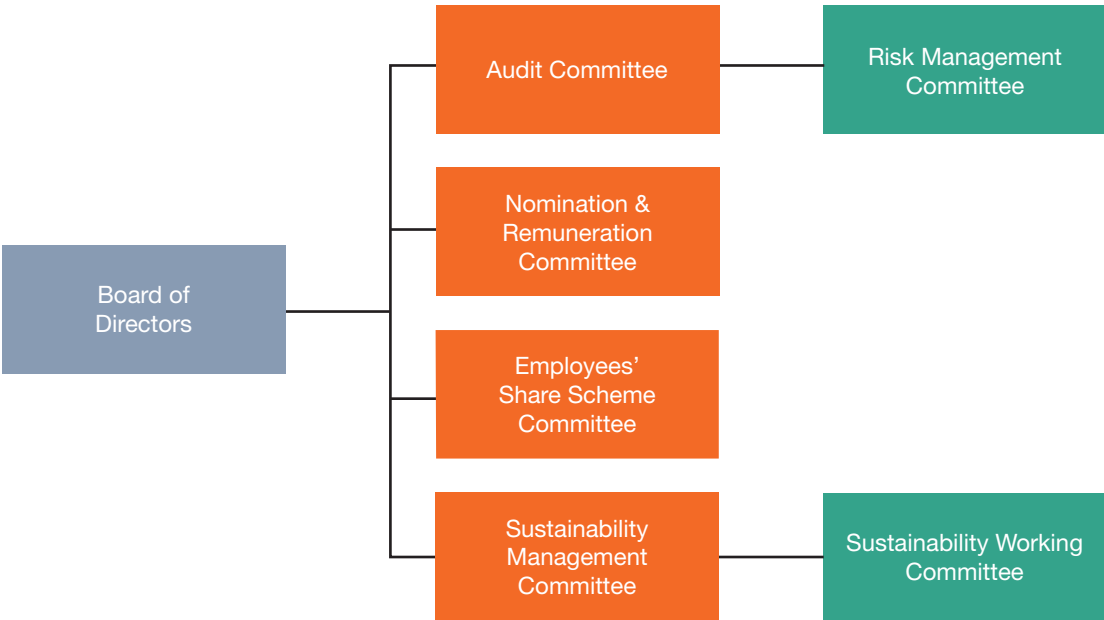 Audit Committee
Risk Management
Committee
Nomination &
Remuneration
Committee
Board of
Directors
Employees’
Share Scheme
Committee
Sustainability
Management
Committee
Sustainability Working
Committee